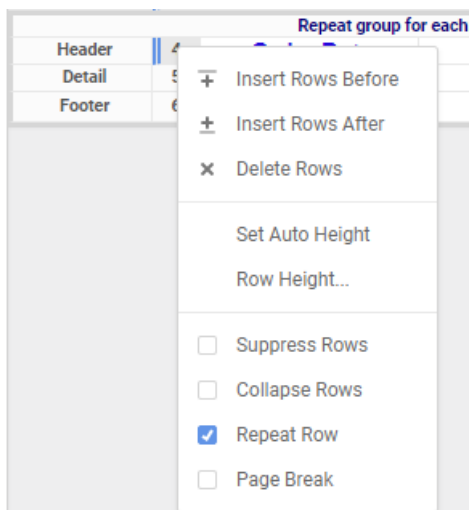 Repeat group for each
Header 4
Detail 5
Footer 6
Insert Rows Before
Insert Rows After
Delete Rows
Set Auto Height
Row Height...
Suppress Rows
Collapse Rows
Repeat Row
Page Break